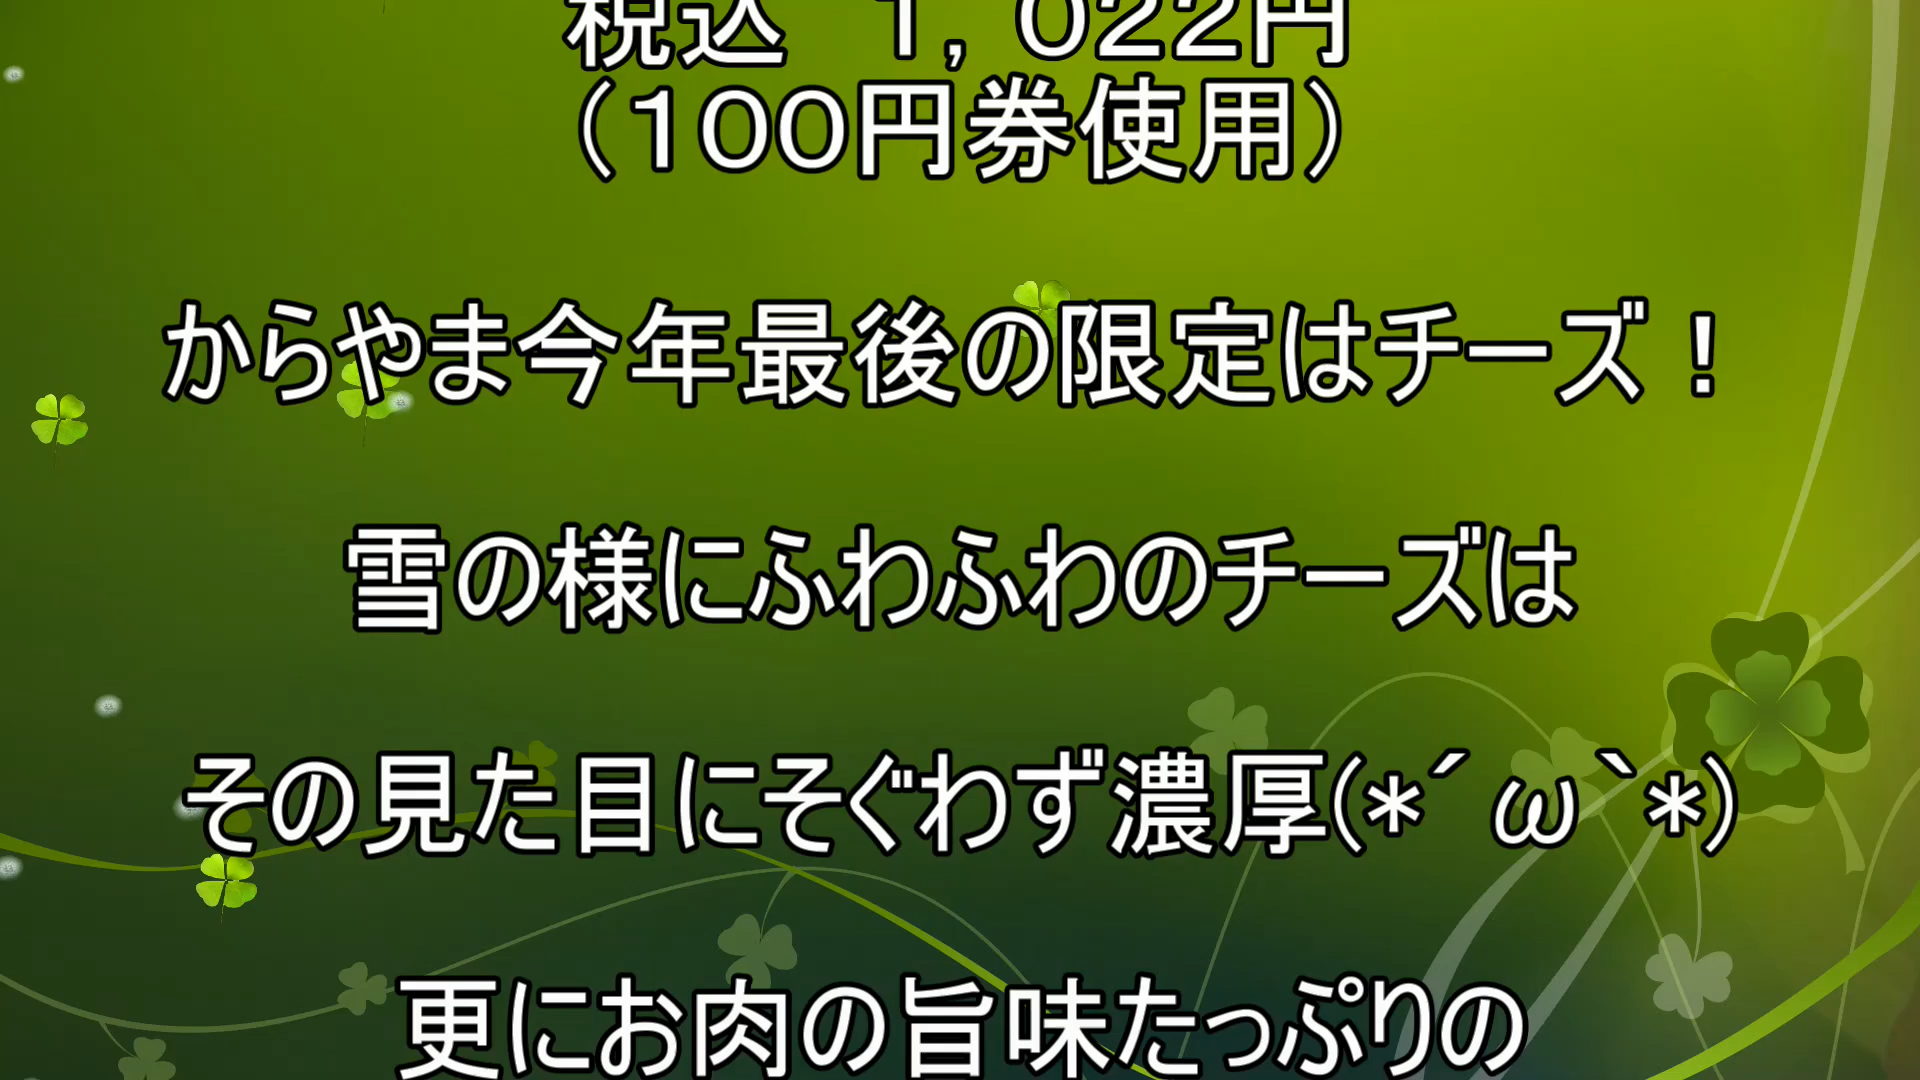 税込　１，０２２円
（１００円券使用）
からやま今年最後の限定はチーズ！
雪の様にふわふわのチーズは
その見た目にそぐわず濃厚(*´ω`*)
更にお肉の旨味たっぷりの